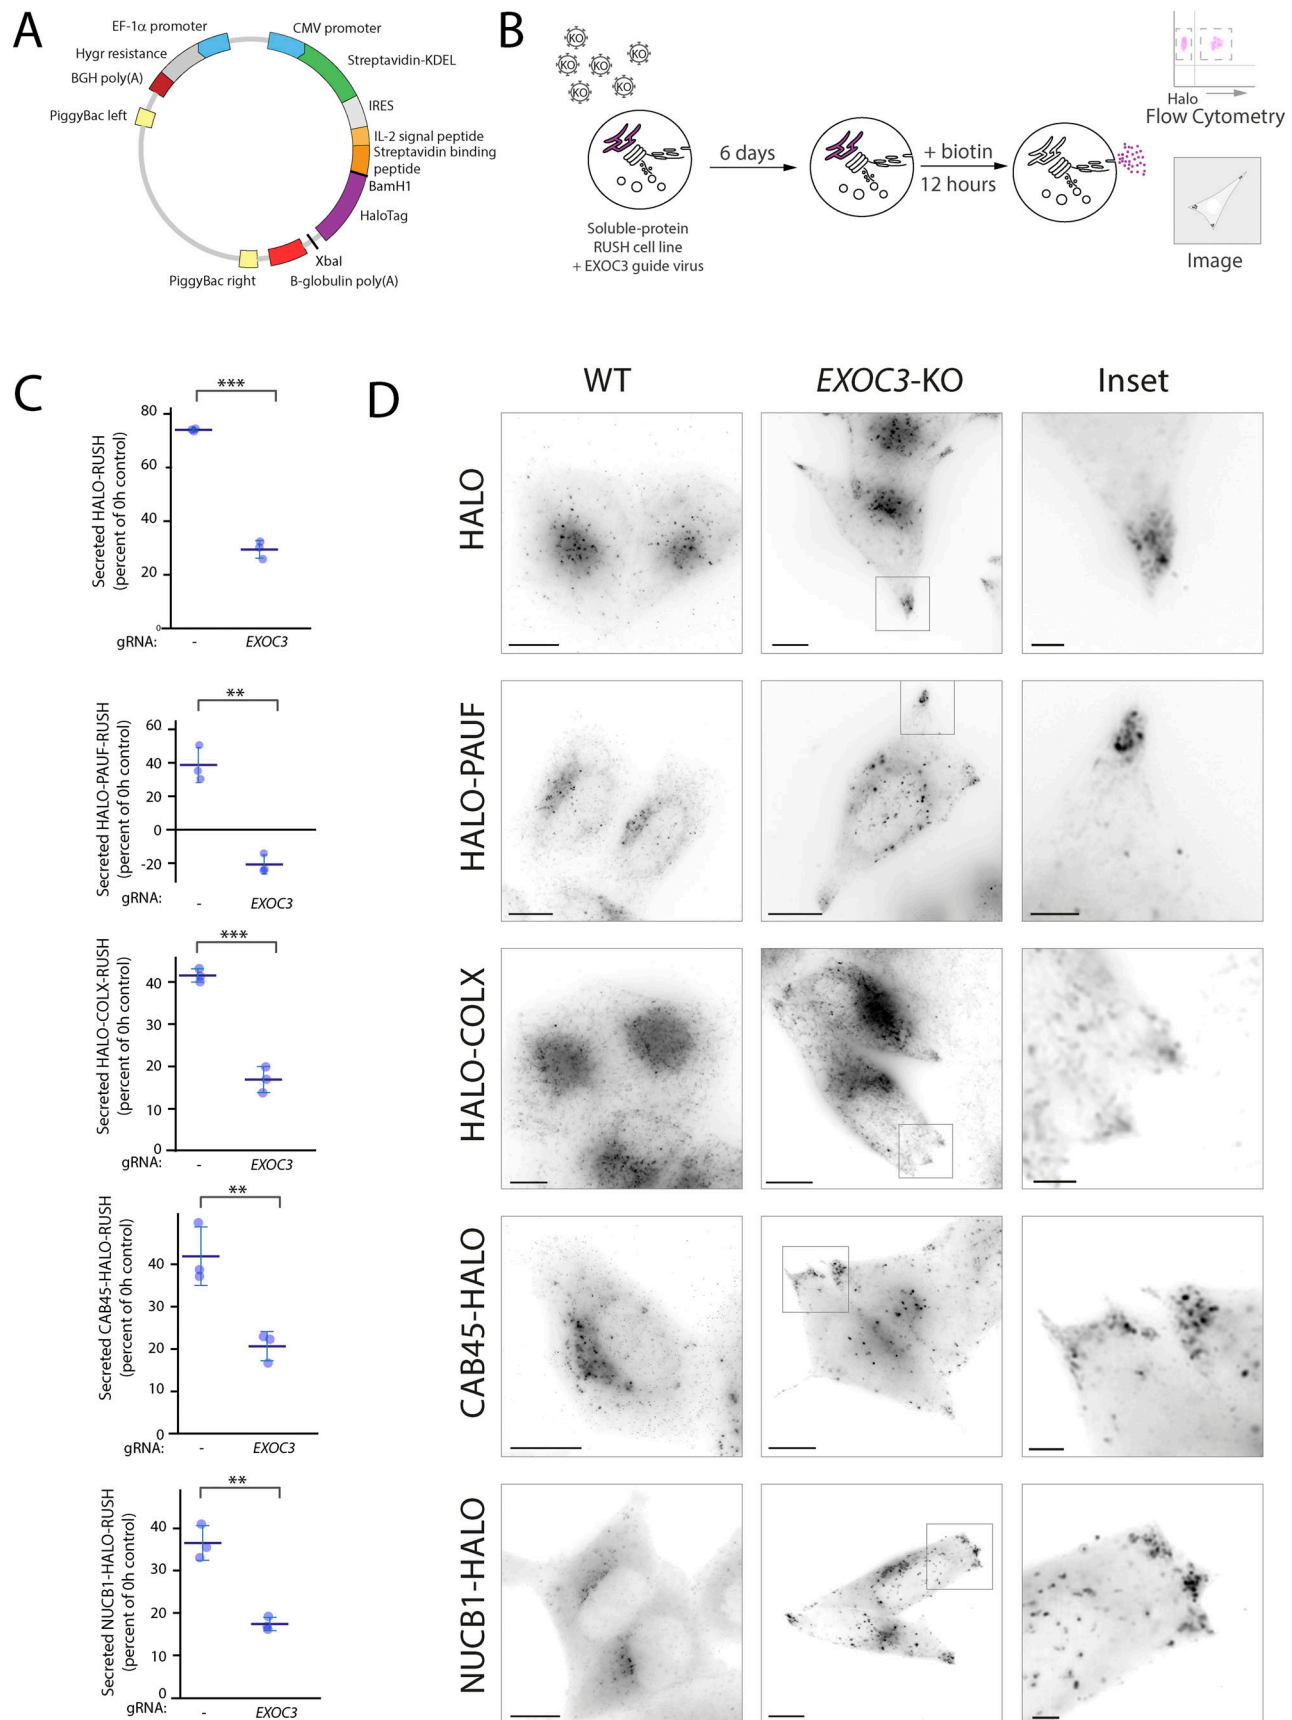 A
EF-1α promoter
CMV promoter
Hygr resistance
Streptavidin-KDEL
BGH poly(A)
IRES
PiggyBac left
IL-2 signal peptide
Streptavidin binding
peptide
BamH1
HaloTag
XbaI
PiggyBac right
B-globulin poly(A)
B
KO
KO
KO
KO
KO
KO
6 days
+ biotin
12 hours
Soluble-protein
RUSH cell line
+ EXOC3 guide virus
Halo
Flow Cytometry
Image
C
***
Secreted HALO-RUSH
(percent of 0h control)
80
60
40
20
0
gRNA: - EXOC3
**
Secreted HALO-PAUF-RUSH
(percent of 0h control)
60
40
20
0
-20
gRNA: - EXOC3
***
Secreted HALO-COLX-RUSH
(percent of 0h control)
40
30
20
10
0
gRNA: - EXOC3
**
Secreted CAB45-HALO-RUSH
(percent of 0h control)
40
30
20
10
0
gRNA: - EXOC3
**
Secreted NUCB1-HALO-RUSH
(percent of 0h control)
40
30
20
10
0
gRNA: - EXOC3
D
WT EXOC3-KO Inset
HALO
HALO-PAUF
HALO-COLX
CAB45-HALO
NUCB1-HALO